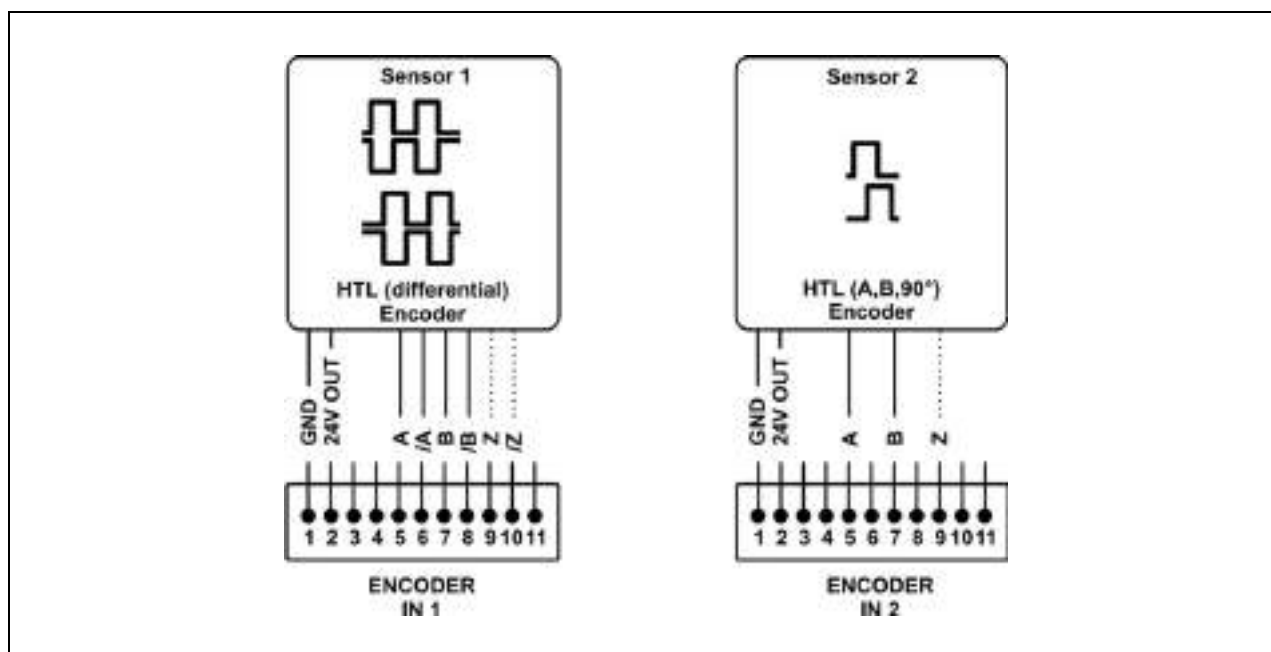 Sensor 1
HTL (differential)
Encoder
GND
24V OUT
A
/A
B
/B
Z
/Z
1 2 3 4 5 6 7 8 9 10 11
ENCODER
IN 1
Sensor 2
HTL (A,B,90°)
Encoder
GND
24V OUT
A
B
Z
1 2 3 4 5 6 7 8 9 10 11
ENCODER
IN 2